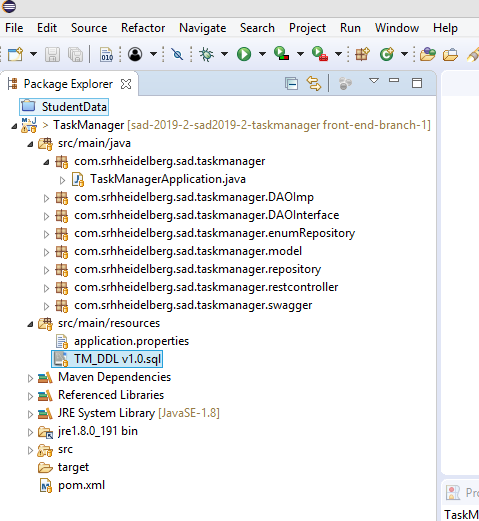 File Edit Source Refactor Navigate Search Project Run Window Help
Package Explorer
StudentData
> TaskManager [sad-2019-2-sad2019-2-taskmanager front-end-branch-1]
src/main/java
com.srhheidelberg.sad.taskmanager
TaskManagerApplication.java
com.srhheidelberg.sad.taskmanager.DAOImp
com.srhheidelberg.sad.taskmanager.DAOInterface
com.srhheidelberg.sad.taskmanager.enumRepository
com.srhheidelberg.sad.taskmanager.model
com.srhheidelberg.sad.taskmanager.repository
com.srhheidelberg.sad.taskmanager.restcontroller
com.srhheidelberg.sad.taskmanager.swagger
src/main/resources
application.properties
TM_DDL v1.0.sql
Maven Dependencies
Referenced Libraries
JRE System Library [JavaSE-1.8]
jre1.8.0_191 bin
src
target
pom.xml
Pro
TaskM